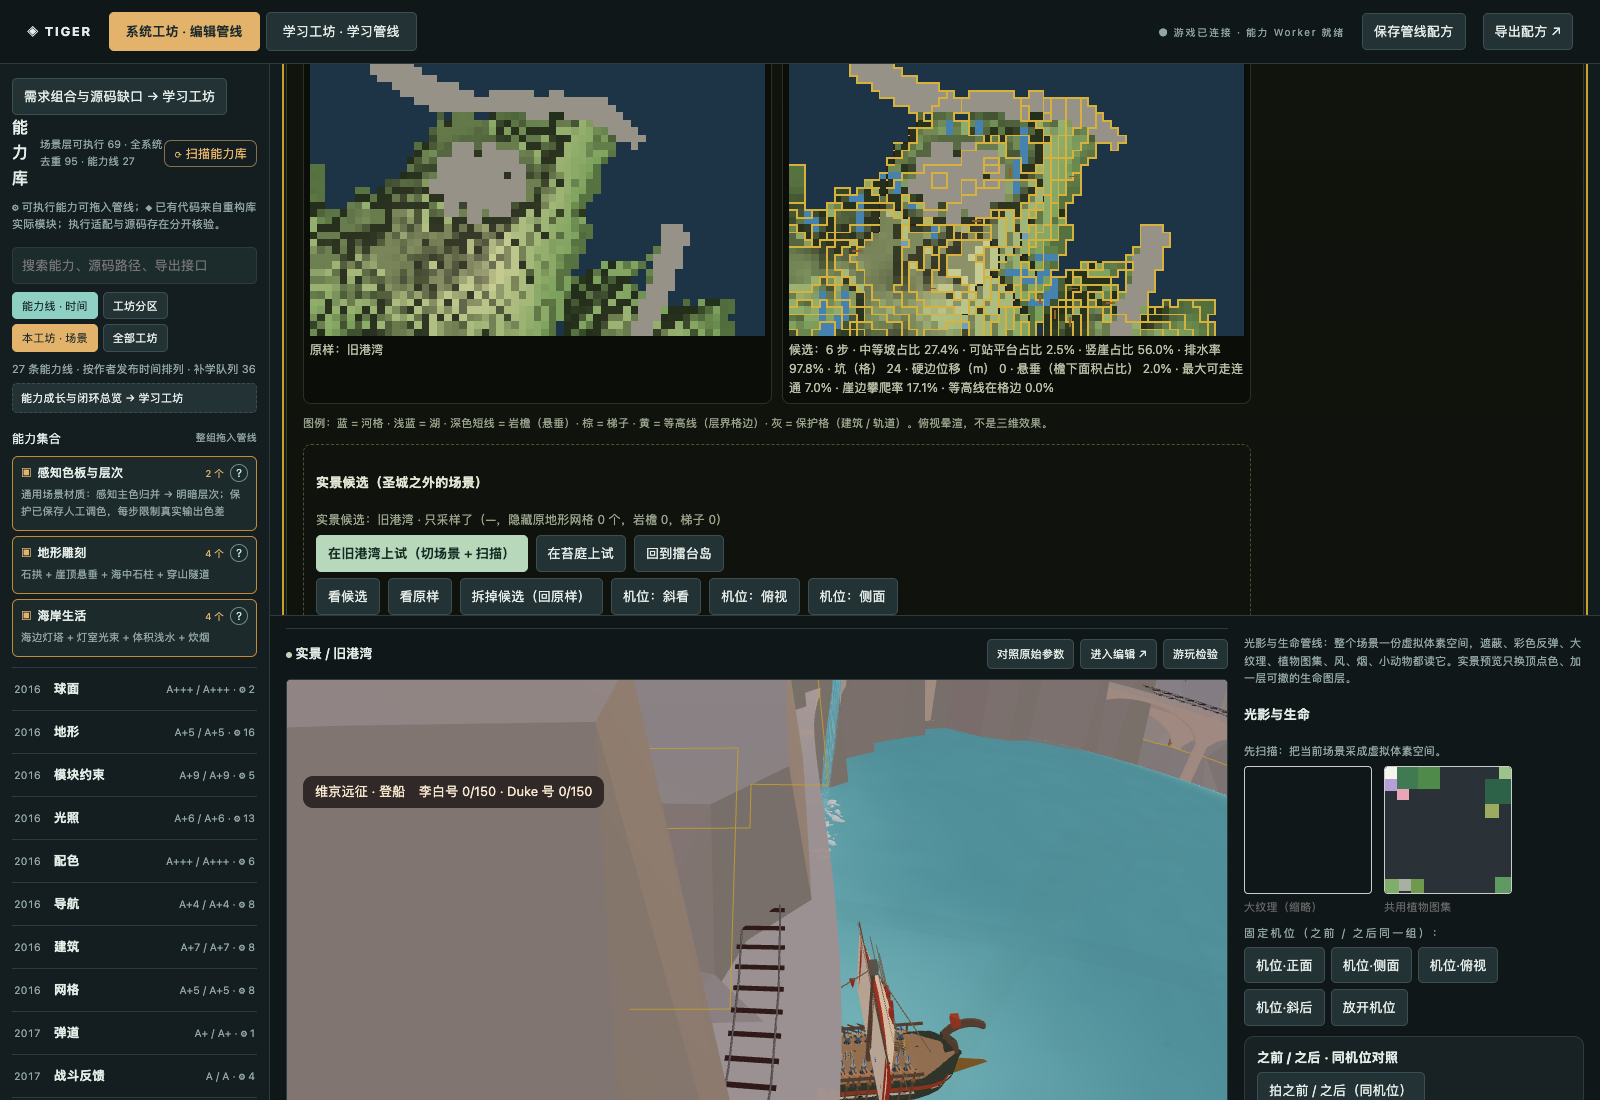 ◈ TIGER
系统工坊 · 编辑管线
学习工坊 · 学习管线
游戏已连接 · 能力 Worker 就绪
保存管线配方
导出配方 ↗
需求组合与源码缺口 → 学习工坊
能力库
场景层可执行 69 · 全系统去重 95 · 能力线 27
⟳ 扫描能力库
⚙ 可执行能力可拖入管线；◆ 已有代码来自重构库
实际模块；执行适配与源码存在分开核验。
搜索能力、源码路径、导出接口
能力线 · 时间
工坊分区
本工坊 · 场景
全部工坊
27 条能力线 · 按作者发布时间排列 · 补学队列 36
能力成长与闭环总览 → 学习工坊
能力集合
整组拖入管线
▣ 感知色板与层次 2 个 ?
通用场景材质：感知主色归并 → 明暗层次；保
护已保存人工调色，每步限制真实输出色差
▣ 地形雕刻 4 个 ?
石拱 + 崖顶悬垂 + 海中石柱 + 穿山隧道
▣ 海岸生活 4 个 ?
海边灯塔 + 灯室光束 + 体积浅水 + 炊烟
2016 球面 A+++ / A+++ · ⚙ 2
2016 地形 A+5 / A+5 · ⚙ 16
2016 模块约束 A+9 / A+9 · ⚙ 5
2016 光照 A+6 / A+6 · ⚙ 13
2016 配色 A+++ / A+++ · ⚙ 6
2016 导航 A+4 / A+4 · ⚙ 8
2016 建筑 A+7 / A+7 · ⚙ 8
2016 网格 A+5 / A+5 · ⚙ 8
2017 弹道 A+ / A+ · ⚙ 1
2017 战斗反馈 A / A · ⚙ 4
原样：旧港湾
候选：6 步 · 中等坡占比 27.4% · 可站平台占比 2.5% · 竖崖占比 56.0% · 排水率
97.8% · 坑（格） 24 · 硬边位移（m） 0 · 悬垂（檐下面积占比） 2.0% · 最大可走连
通 7.0% · 崖边攀爬率 17.1% · 等高线在格边 0.0%
图例：蓝 = 河格 · 浅蓝 = 湖 · 深色短线 = 岩檐（悬垂）· 棕 = 梯子 · 黄 = 等高线（层界格边）· 灰 = 保护格（建筑 / 轨道）。俯视晕渲，不是三维效果。
实景候选（圣城之外的场景）
实景候选：旧港湾 · 只采样了（—，隐藏原地形网格 0 个，岩檐 0，梯子 0）
在旧港湾上试（切场景 + 扫描）
在苔庭上试
回到擂台岛
看候选
看原样
拆掉候选（回原样）
机位：斜看
机位：俯视
机位：侧面
实景 / 旧港湾
对照原始参数
进入编辑 ↗
游玩检验
维京远征 · 登船 李白号 0/150 · Duke 号 0/150
光影与生命管线：整个场景一份虚拟体素空间，遮蔽、彩色反弹、大
纹理、植物图集、风、烟、小动物都读它。实景预览只换顶点色、加
一层可撤的生命图层。
光影与生命
先扫描：把当前场景采成虚拟体素空间。
大纹理（缩略）
共用植物图集
固定机位（之前 / 之后同一组）：
机位·正面
机位·侧面
机位·俯视
机位·斜后
放开机位
之前 / 之后 · 同机位对照
拍之前 / 之后（同机位）